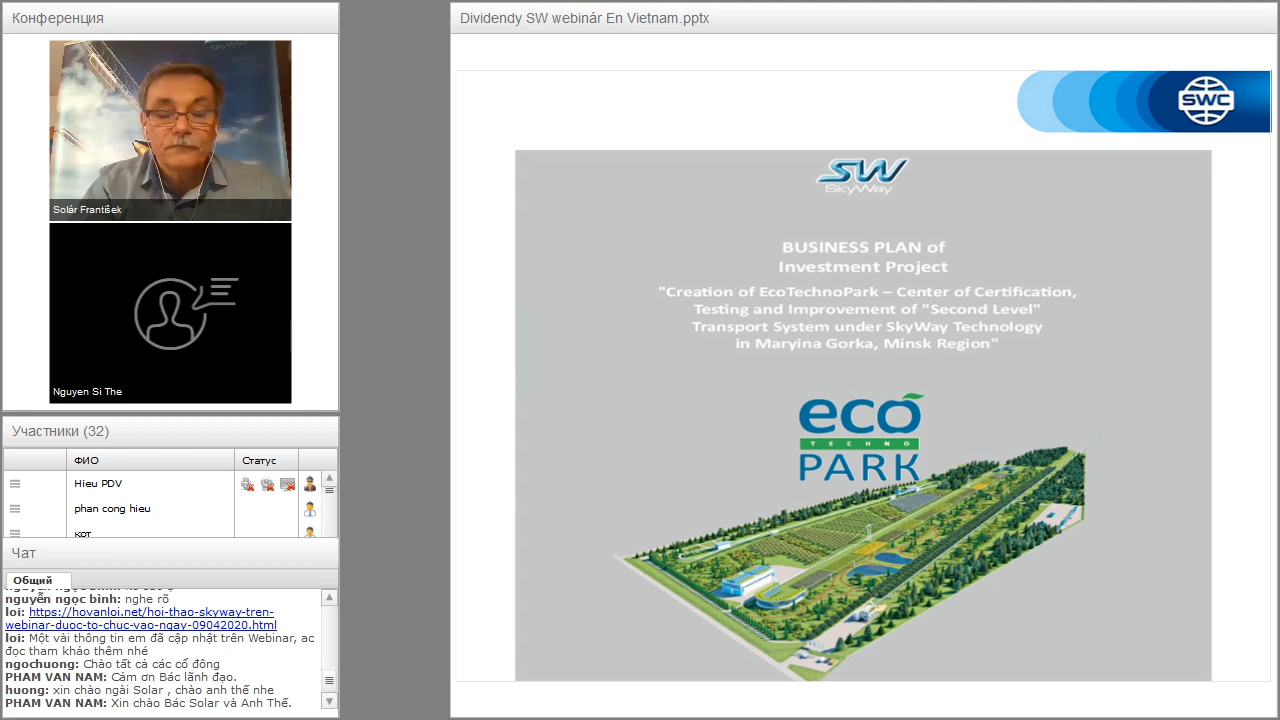 Конференция
SkyWay
Solár František
Nguyen Si The
Участники (32)
ФИО
Статус
Hieu PDV
phan cong hieu
кот
Чат
Общий
nguyễn ngọc bình: nghe rõ
loi: https://hovanloi.net/hoi-thao-skyway-tren-
webinar-duoc-to-chuc-vao-ngay-09042020.html
loi: Một vài thông tin em đã cập nhật trên Webinar, ac
đọc tham khảo thêm nhé
ngochuong: Chào tất cả các cổ đông
PHAM VAN NAM: Cảm ơn Bác lãnh đạo.
huong: xin chào ngài Solar , chào anh thế nhe
PHAM VAN NAM: Xin chào Bác Solar và Anh Thế.
Dividendy SW webinár En Vietnam.pptx
SWC
SW
SkyWay
BUSINESS PLAN of
Investment Project
"Creation of EcoTechnoPark – Center of Certification,
Testing and Improvement of "Second Level"
Transport System under SkyWay Technology
in Maryina Gorka, Minsk Region"
eco
TECHNO
PARK